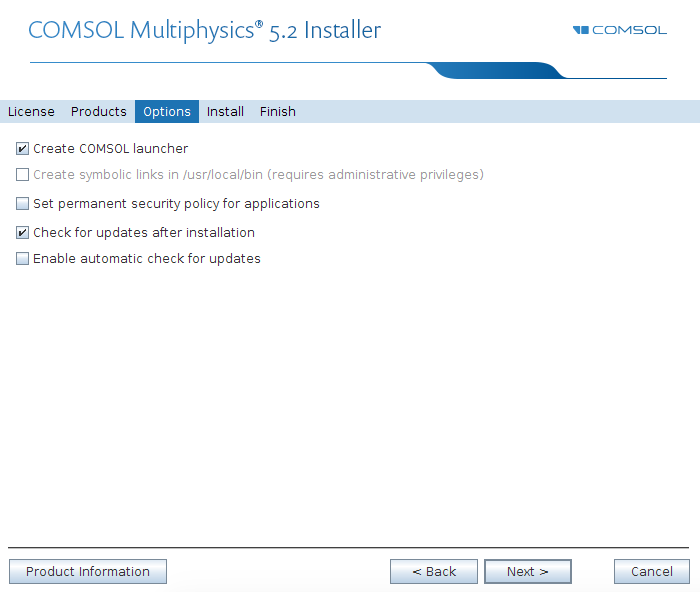 COMSOL Multiphysics® 5.2 Installer
COMSOL
License Products Options Install Finish
Create COMSOL launcher
Create symbolic links in /usr/local/bin (requires administrative privileges)
Set permanent security policy for applications
Check for updates after installation
Enable automatic check for updates
Product Information < Back Next > Cancel